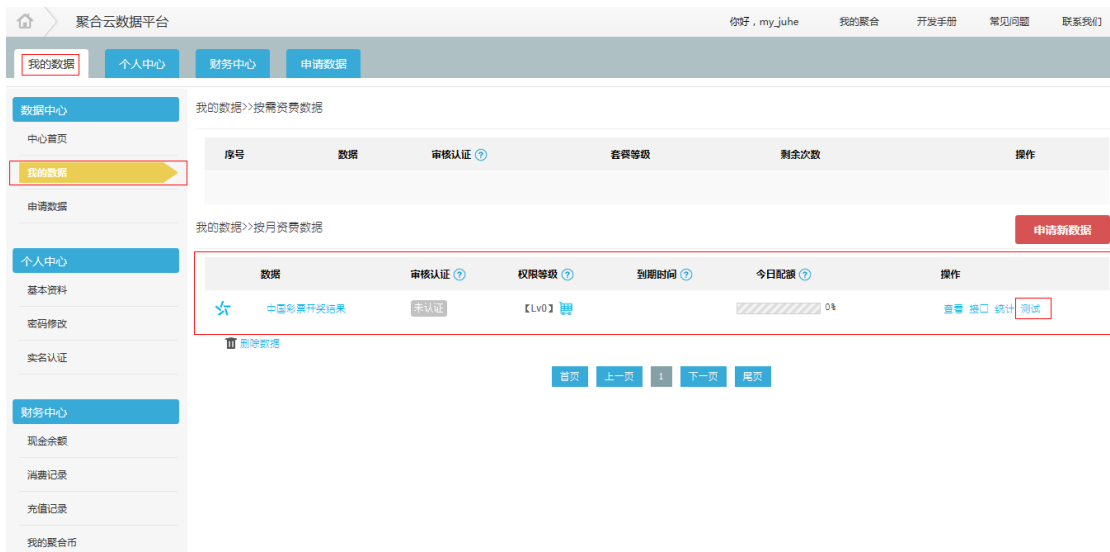 聚合云数据平台 你好，my_juhe 我的聚合 开发手册 常见问题 联系我们
我的数据 个人中心 财务中心 申请数据
数据中心
中心首页
我的数据
申请数据
个人中心
基本资料
密码修改
实名认证
财务中心
现金余额
消费记录
充值记录
我的聚合币
我的数据>>按需资费数据
序号 数据 审核认证 ? 套餐等级 剩余次数 操作
我的数据>>按月资费数据 申请新数据
数据 审核认证 ? 权限等级 ? 到期时间 ? 今日配额 ? 操作
中国彩票开奖结果 未认证 【Lv0】 0% 查看 接口 统计 测试
删除数据
首页 上一页 1 下一页 尾页